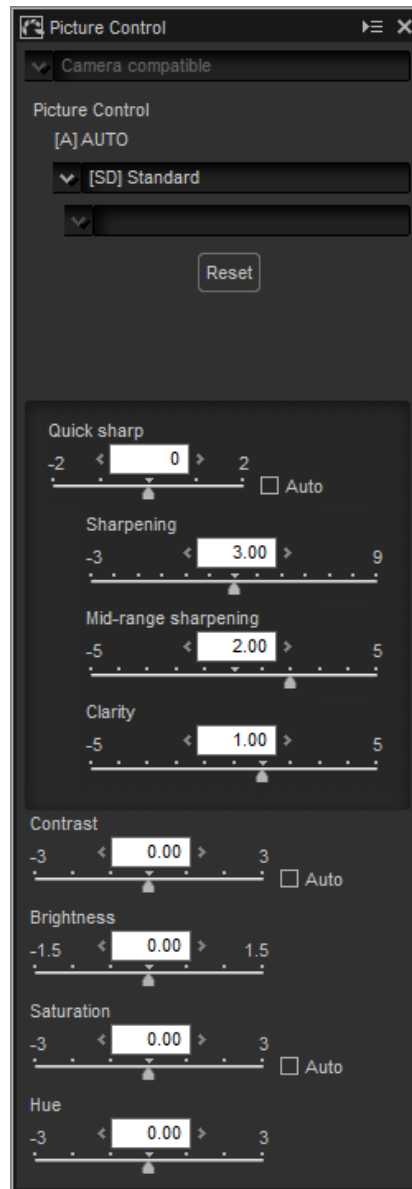 Picture Control
Camera compatible
Picture Control
[A] AUTO
[SD] Standard
Reset
Quick sharp
-2 0 2
Auto
Sharpening
-3 3.00 9
Mid-range sharpening
-5 2.00 5
Clarity
-5 1.00 5
Contrast
-3 0.00 3
Auto
Brightness
-1.5 0.00 1.5
Saturation
-3 0.00 3
Auto
Hue
-3 0.00 3